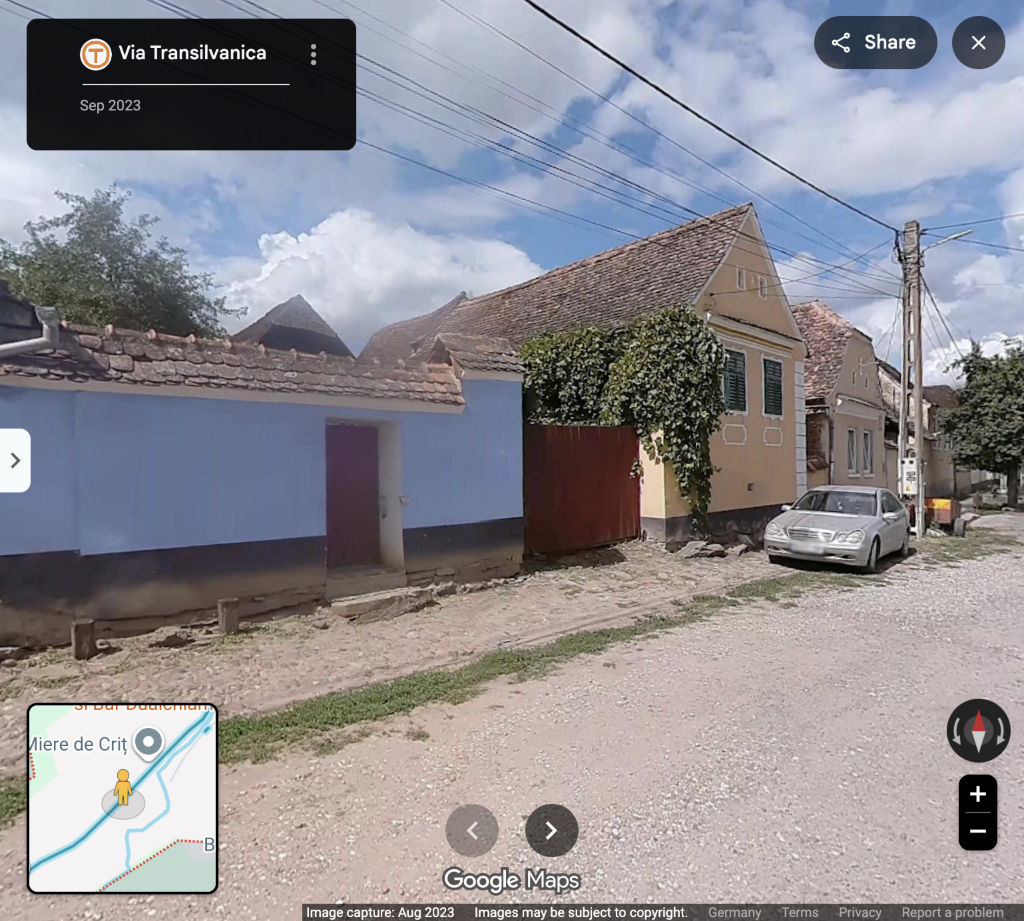 Via Transilvanica
Sep 2023
Share
Miere de Criț
B
Google Maps
Image capture: Aug 2023 Images may be subject to copyright. Germany Terms Privacy Report a problem